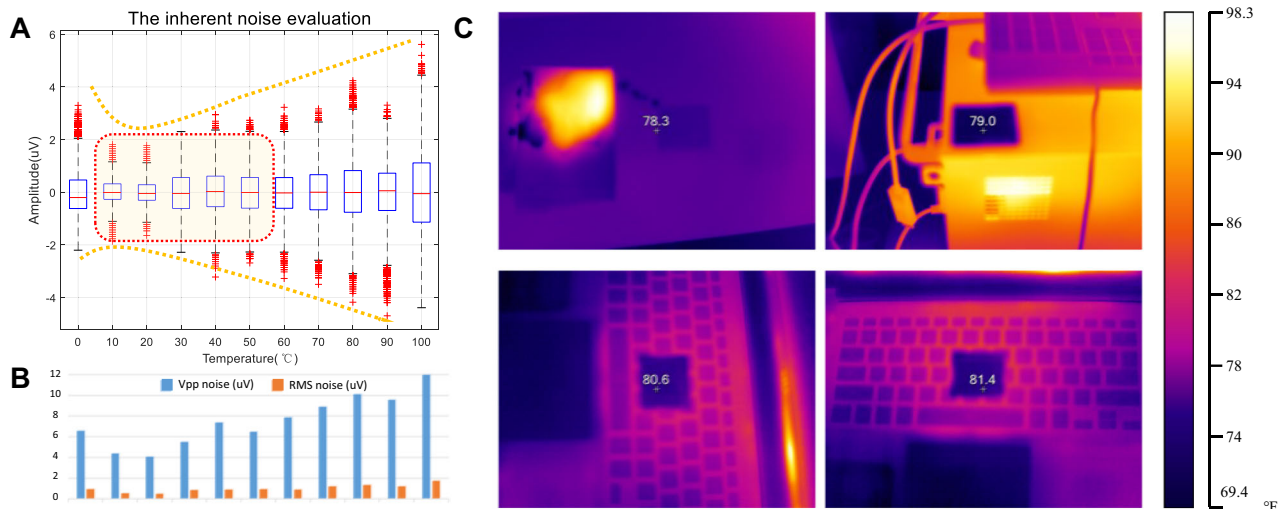 The inherent noise evaluation
A
6
4
2
0
-2
-4
Amplitude(uV)
0 10 20 30 40 50 60 70 80 90 100
Temperature(℃)
B
12
10
8
6
4
2
0
Vpp noise (uV) RMS noise (uV)
C
78.3
79.0
80.6
81.4
98.3
94
90
86
82
78
74
69.4
°F